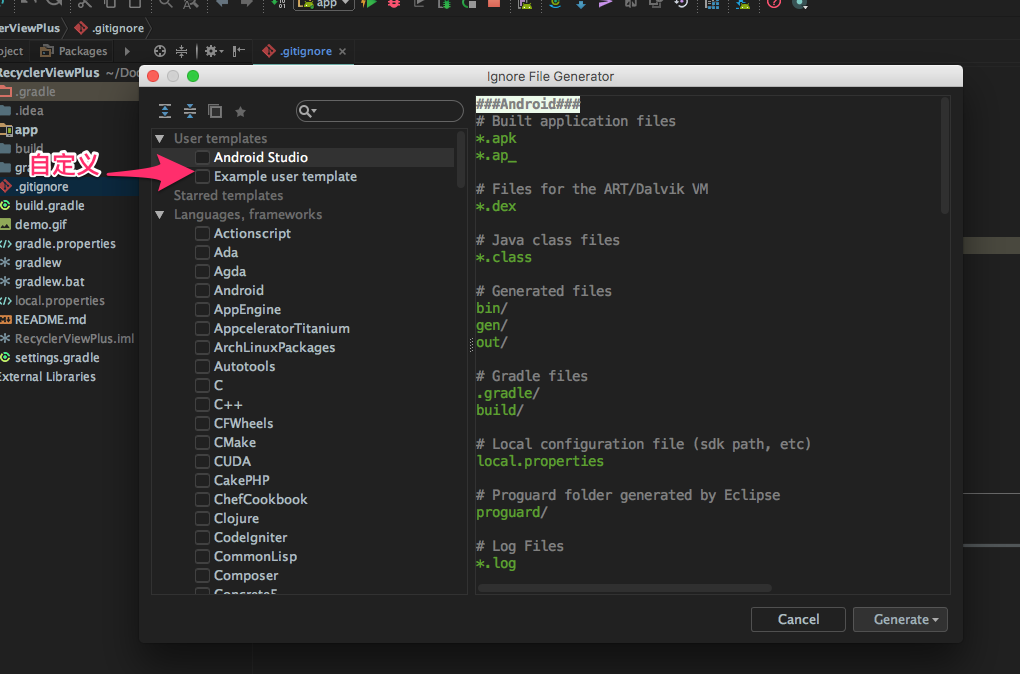 app
erViewPlus
.gitignore
oject
Packages
.gitignore
RecyclerViewPlus ~/Do
.gradle
.idea
app
build
gra
.gitignore
build.gradle
demo.gif
gradle.properties
gradlew
gradlew.bat
local.properties
README.md
RecyclerViewPlus.iml
settings.gradle
External Libraries
自定义
Ignore File Generator
User templates
Android Studio
Example user template
Starred templates
Languages, frameworks
Actionscript
Ada
Agda
Android
AppEngine
AppceleratorTitanium
ArchLinuxPackages
Autotools
C
C++
CFWheels
CMake
CUDA
CakePHP
ChefCookbook
Clojure
CodeIgniter
CommonLisp
Composer
Concrete5
###Android###
# Built application files
*.apk
*.ap_
# Files for the ART/Dalvik VM
*.dex
# Java class files
*.class
# Generated files
bin/
gen/
out/
# Gradle files
.gradle/
build/
# Local configuration file (sdk path, etc)
local.properties
# Proguard folder generated by Eclipse
proguard/
# Log Files
*.log
Cancel
Generate